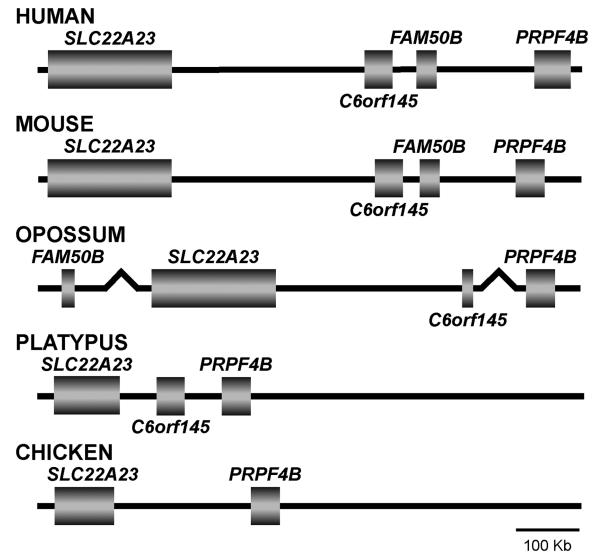 HUMAN
SLC22A23
FAM50B
PRPF4B
C6orf145
MOUSE
SLC22A23
FAM50B
PRPF4B
C6orf145
OPOSSUM
FAM50B
SLC22A23
PRPF4B
C6orf145
PLATYPUS
SLC22A23
PRPF4B
C6orf145
CHICKEN
SLC22A23
PRPF4B
100 Kb